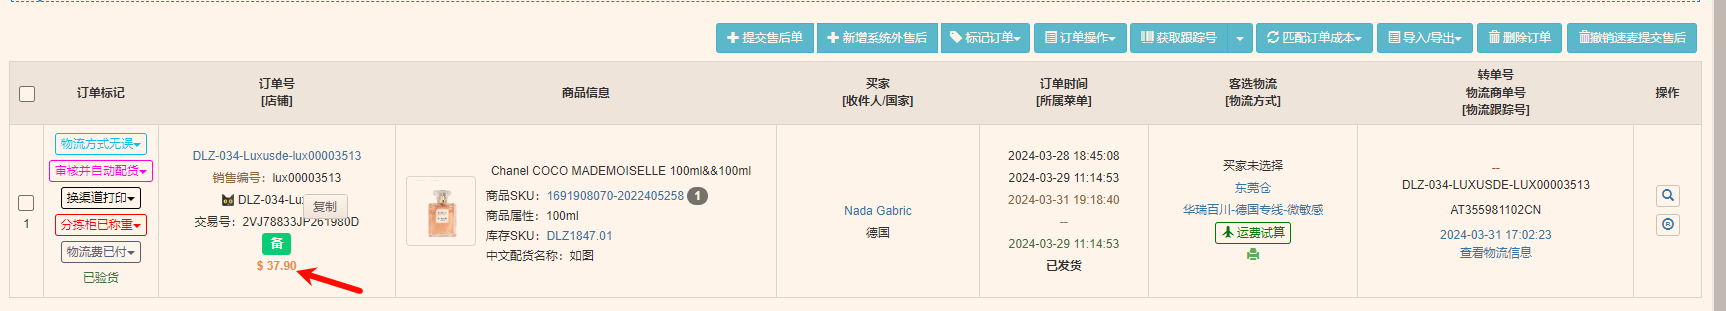 提交售后单 新增系统外售后 标记订单 订单操作 获取跟踪号 匹配订单成本 导入/导出 删除订单 撤销速麦提交售后
订单标记
订单号
[店铺]
商品信息
买家
[收件人/国家]
订单时间
[所属菜单]
客选物流
[物流方式]
转单号
物流商单号
[物流跟踪号]
操作
1
物流方式无误
审核并自动配货
换渠道打印
分拣柜已称重
物流费已付
已验货
DLZ-034-Luxusde-lux00003513
销售编号：lux00003513
DLZ-034-Lu
复制
交易号：2VJ78833JP261980D
备
$ 37.90
Chanel COCO MADEMOISELLE 100ml&&100ml
商品SKU：1691908070-2022405258 1
商品属性：100ml
库存SKU：DLZ1847.01
中文配货名称：如图
Nada Gabric
德国
2024-03-28 18:45:08
2024-03-29 11:14:53
2024-03-31 19:18:40
--
2024-03-29 11:14:53
已发货
买家未选择
东莞仓
华瑞百川-德国专线-微敏感
运费试算
--
DLZ-034-LUXUSDE-LUX00003513
AT355981102CN
2024-03-31 17:02:23
查看物流信息